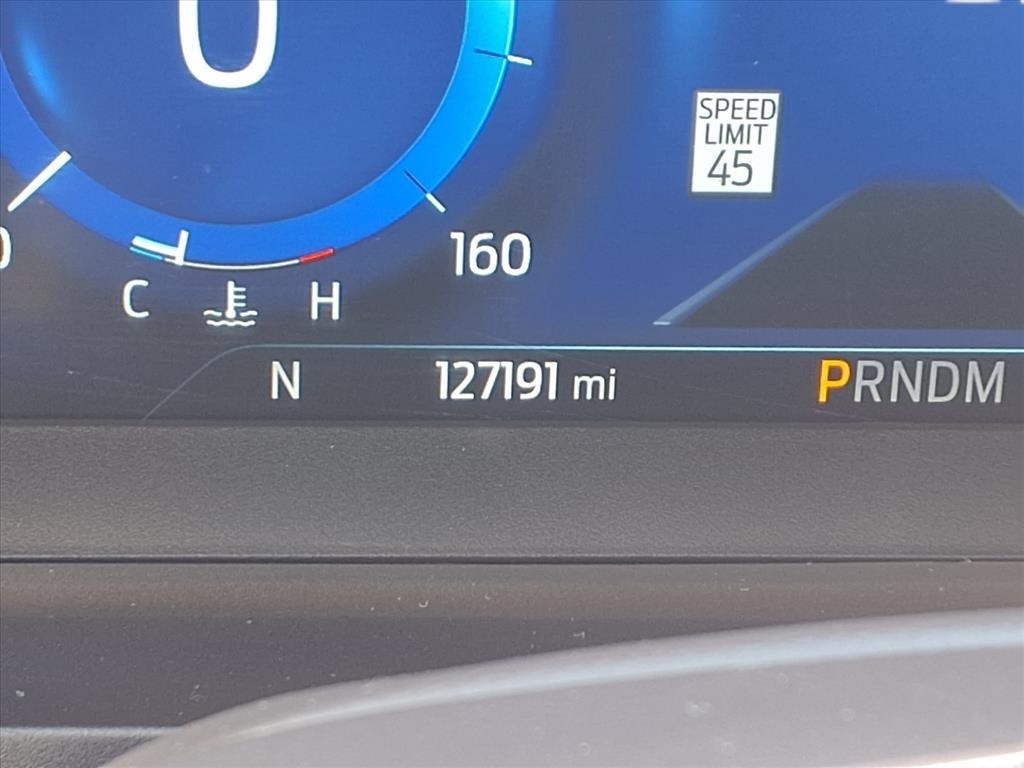 0
SPEED
LIMIT
45
160
C
H
N
127191 mi
PRNDM